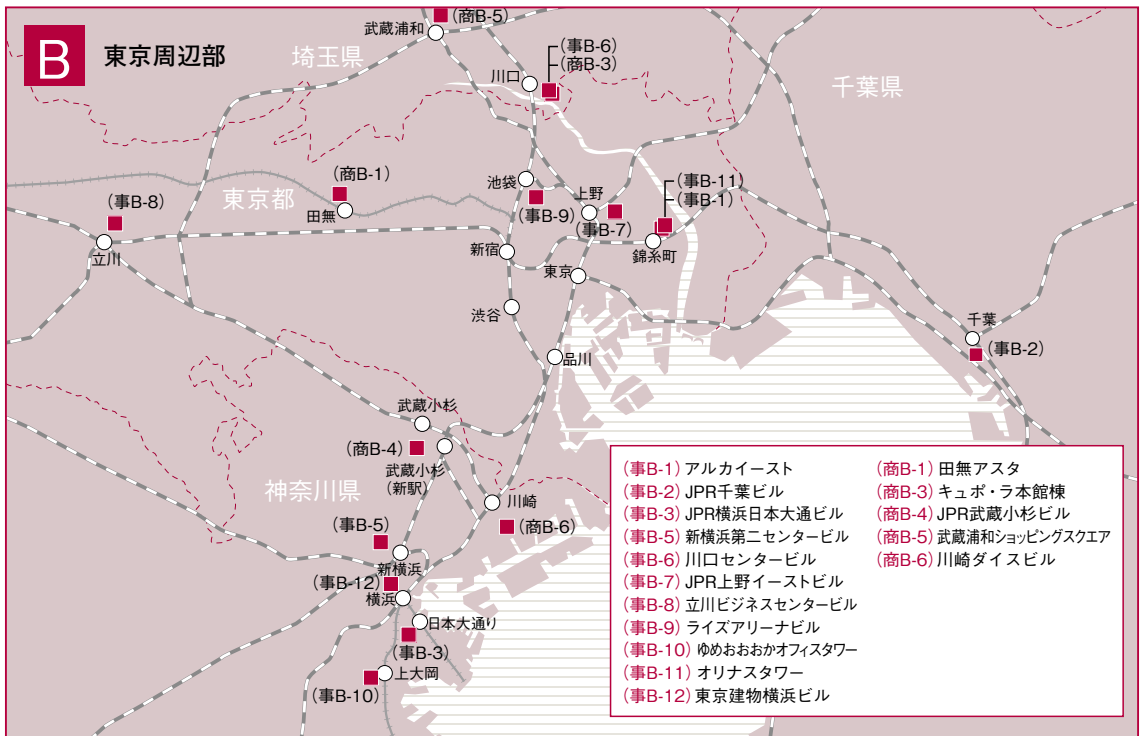 B
東京周辺部
埼玉県
千葉県
東京都
神奈川県
(商B-5)
武蔵浦和
(事B-6)
(商B-3)
川口
(商B-1)
田無
(事B-8)
立川
池袋
(事B-9)
上野
(事B-7)
(事B-11)
(事B-1)
錦糸町
新宿
東京
渋谷
品川
千葉
(事B-2)
武蔵小杉
(商B-4)
武蔵小杉
(新駅)
川崎
(商B-6)
(事B-5)
新横浜
(事B-12)
横浜
日本大通り
(事B-3)
上大岡
(事B-10)
(事B-1) アルカイースト
(事B-2) JPR千葉ビル
(事B-3) JPR横浜日本大通ビル
(事B-5) 新横浜第二センタービル
(事B-6) 川口センタービル
(事B-7) JPR上野イーストビル
(事B-8) 立川ビジネスセンタービル
(事B-9) ライズアリーナビル
(事B-10) ゆめおおおかオフィスタワー
(事B-11) オリナスタワー
(事B-12) 東京建物横浜ビル
(商B-1) 田無アスタ
(商B-3) キュポ・ラ本館棟
(商B-4) JPR武蔵小杉ビル
(商B-5) 武蔵浦和ショッピングスクエア
(商B-6) 川崎ダイスビル